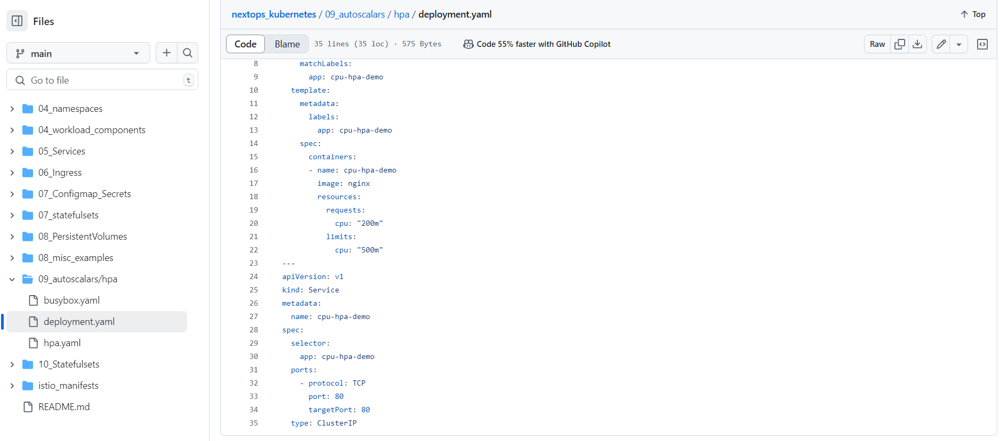 Files
main
Go to file
t
04_namespaces
04_workload_components
05_Services
06_Ingress
07_Configmap_Secrets
07_statefulsets
08_PersistentVolumes
08_misc_examples
09_autoscalars/hpa
busybox.yaml
deployment.yaml
hpa.yaml
10_Statefulsets
istio_manifests
README.md
nextops_kubernetes / 09_autoscalars / hpa / deployment.yaml
Top
Code Blame 35 lines (35 loc) · 575 Bytes Code 55% faster with GitHub Copilot Raw
8 matchLabels:
9 app: cpu-hpa-demo
10 template:
11 metadata:
12 labels:
13 app: cpu-hpa-demo
14 spec:
15 containers:
16 - name: cpu-hpa-demo
17 image: nginx
18 resources:
19 requests:
20 cpu: "200m"
21 limits:
22 cpu: "500m"
23 ---
24 apiVersion: v1
25 kind: Service
26 metadata:
27 name: cpu-hpa-demo
28 spec:
29 selector:
30 app: cpu-hpa-demo
31 ports:
32 - protocol: TCP
33 port: 80
34 targetPort: 80
35 type: ClusterIP